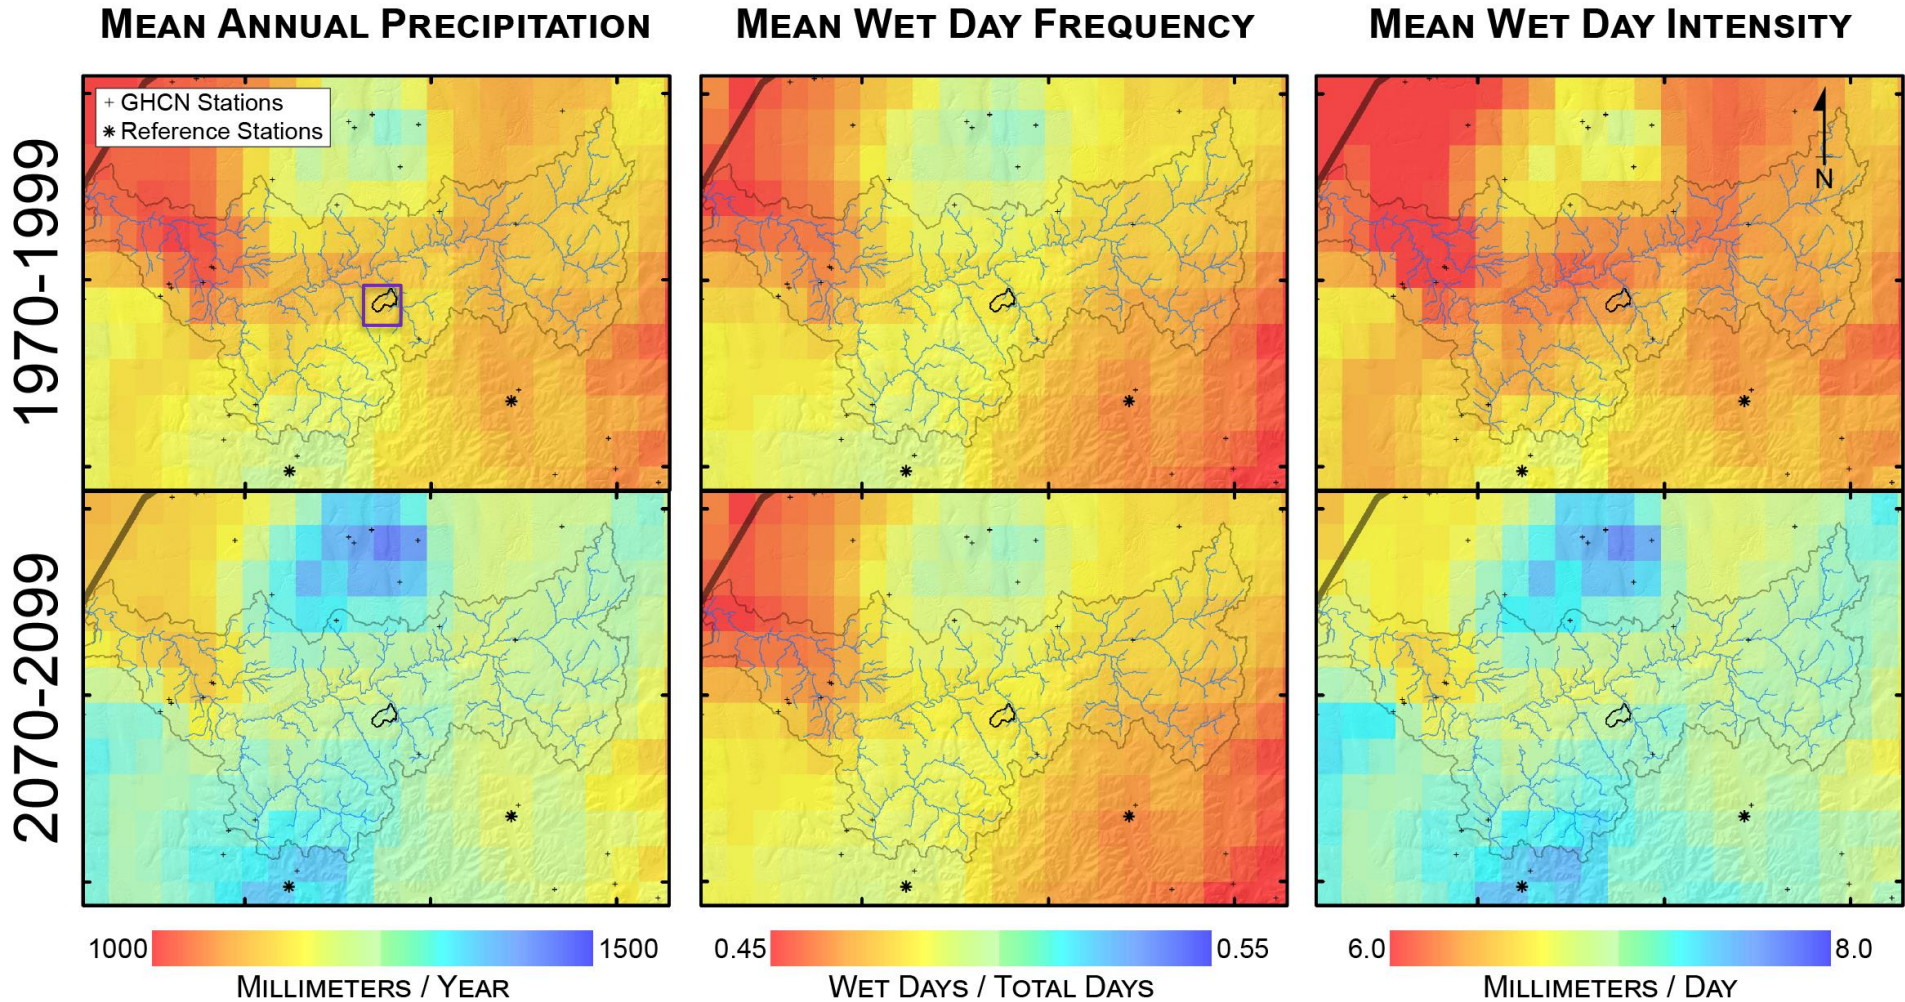 MEAN ANNUAL PRECIPITATION
MEAN WET DAY FREQUENCY
MEAN WET DAY INTENSITY
1970-1999
GHCN Stations
Reference Stations
N
2070-2099
1000
1500
MILLIMETERS / YEAR
0.45
0.55
WET DAYS / TOTAL DAYS
6.0
8.0
MILLIMETERS / DAY